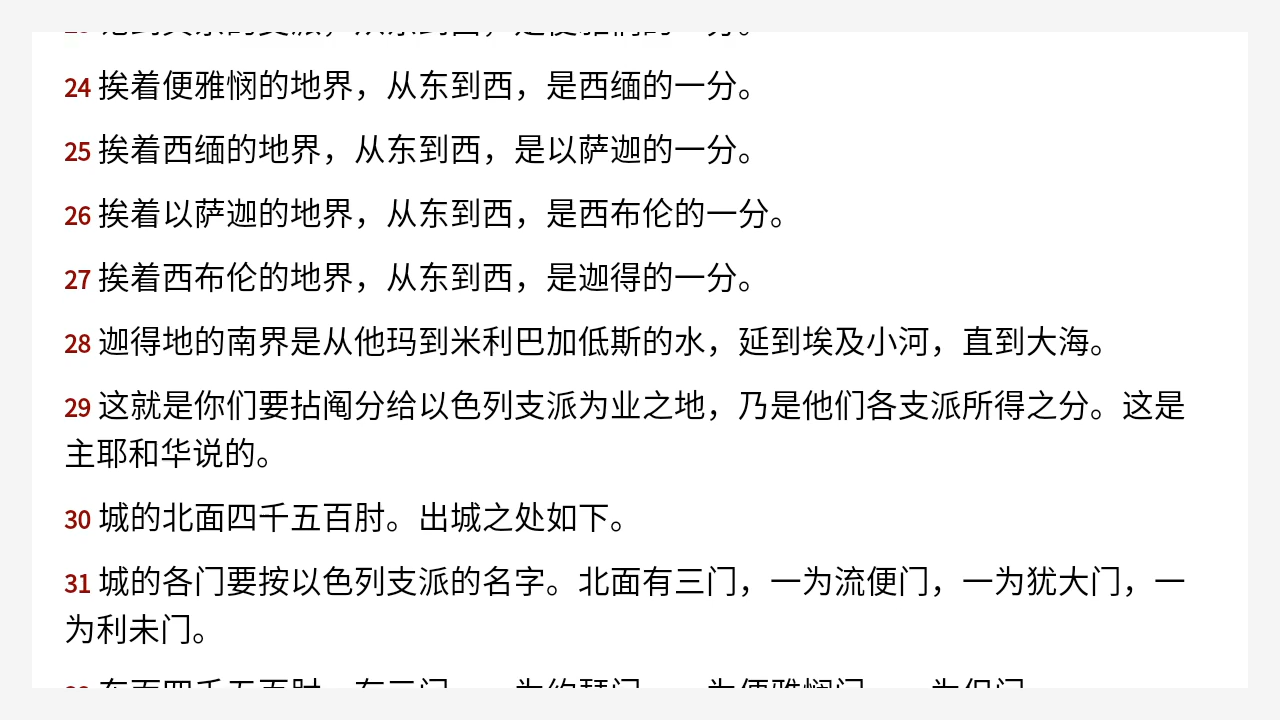 24 挨着便雅悯的地界，从东到西，是西缅的一分。
25 挨着西缅的地界，从东到西，是以萨迦的一分。
26 挨着以萨迦的地界，从东到西，是西布伦的一分。
27 挨着西布伦的地界，从东到西，是迦得的一分。
28 迦得地的南界是从他玛到米利巴加低斯的水，延到埃及小河，直到大海。
29 这就是你们要拈阄分给以色列支派为业之地，乃是他们各支派所得之分。这是
主耶和华说的。
30 城的北面四千五百肘。出城之处如下。
31 城的各门要按以色列支派的名字。北面有三门，一为流便门，一为犹大门，一
为利未门。